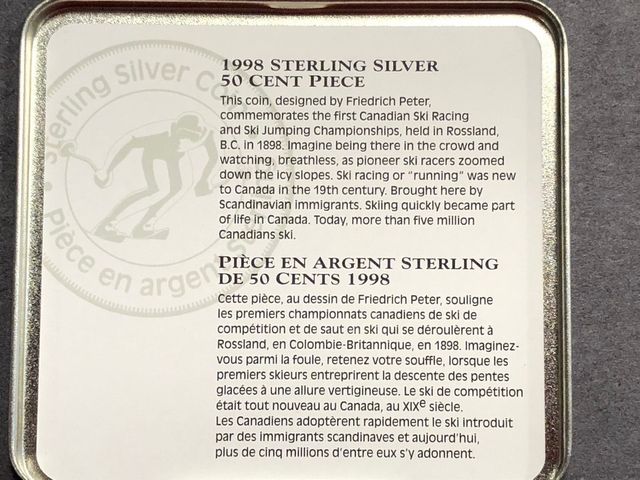 Sterling Silver Coin
Pièce en argent sterling
1998 STERLING SILVER
50 CENT PIECE
This coin, designed by Friedrich Peter,
commemorates the first Canadian Ski Racing
and Ski Jumping Championships, held in Rossland,
B.C. in 1898. Imagine being there in the crowd and
watching, breathless, as pioneer ski racers zoomed
down the icy slopes. Ski racing or “running” was new
to Canada in the 19th century. Brought here by
Scandinavian immigrants. Skiing quickly became part
of life in Canada. Today, more than five million
Canadians ski.
PIÈCE EN ARGENT STERLING
DE 50 CENTS 1998
Cette pièce, au dessin de Friedrich Peter, souligne
les premiers championnats canadiens de ski de
compétition et de saut en ski qui se déroulèrent à
Rossland, en Colombie-Britannique, en 1898. Imaginez-
vous parmi la foule, retenez votre souffle, lorsque les
premiers skieurs entreprirent la descente des pentes
glacées à une allure vertigineuse. Le ski de compétition
était tout nouveau au Canada, au XIXe siècle.
Les Canadiens adoptèrent rapidement le ski introduit
par des immigrants scandinaves et aujourd'hui,
plus de cinq millions d'entre eux s'y adonnent.